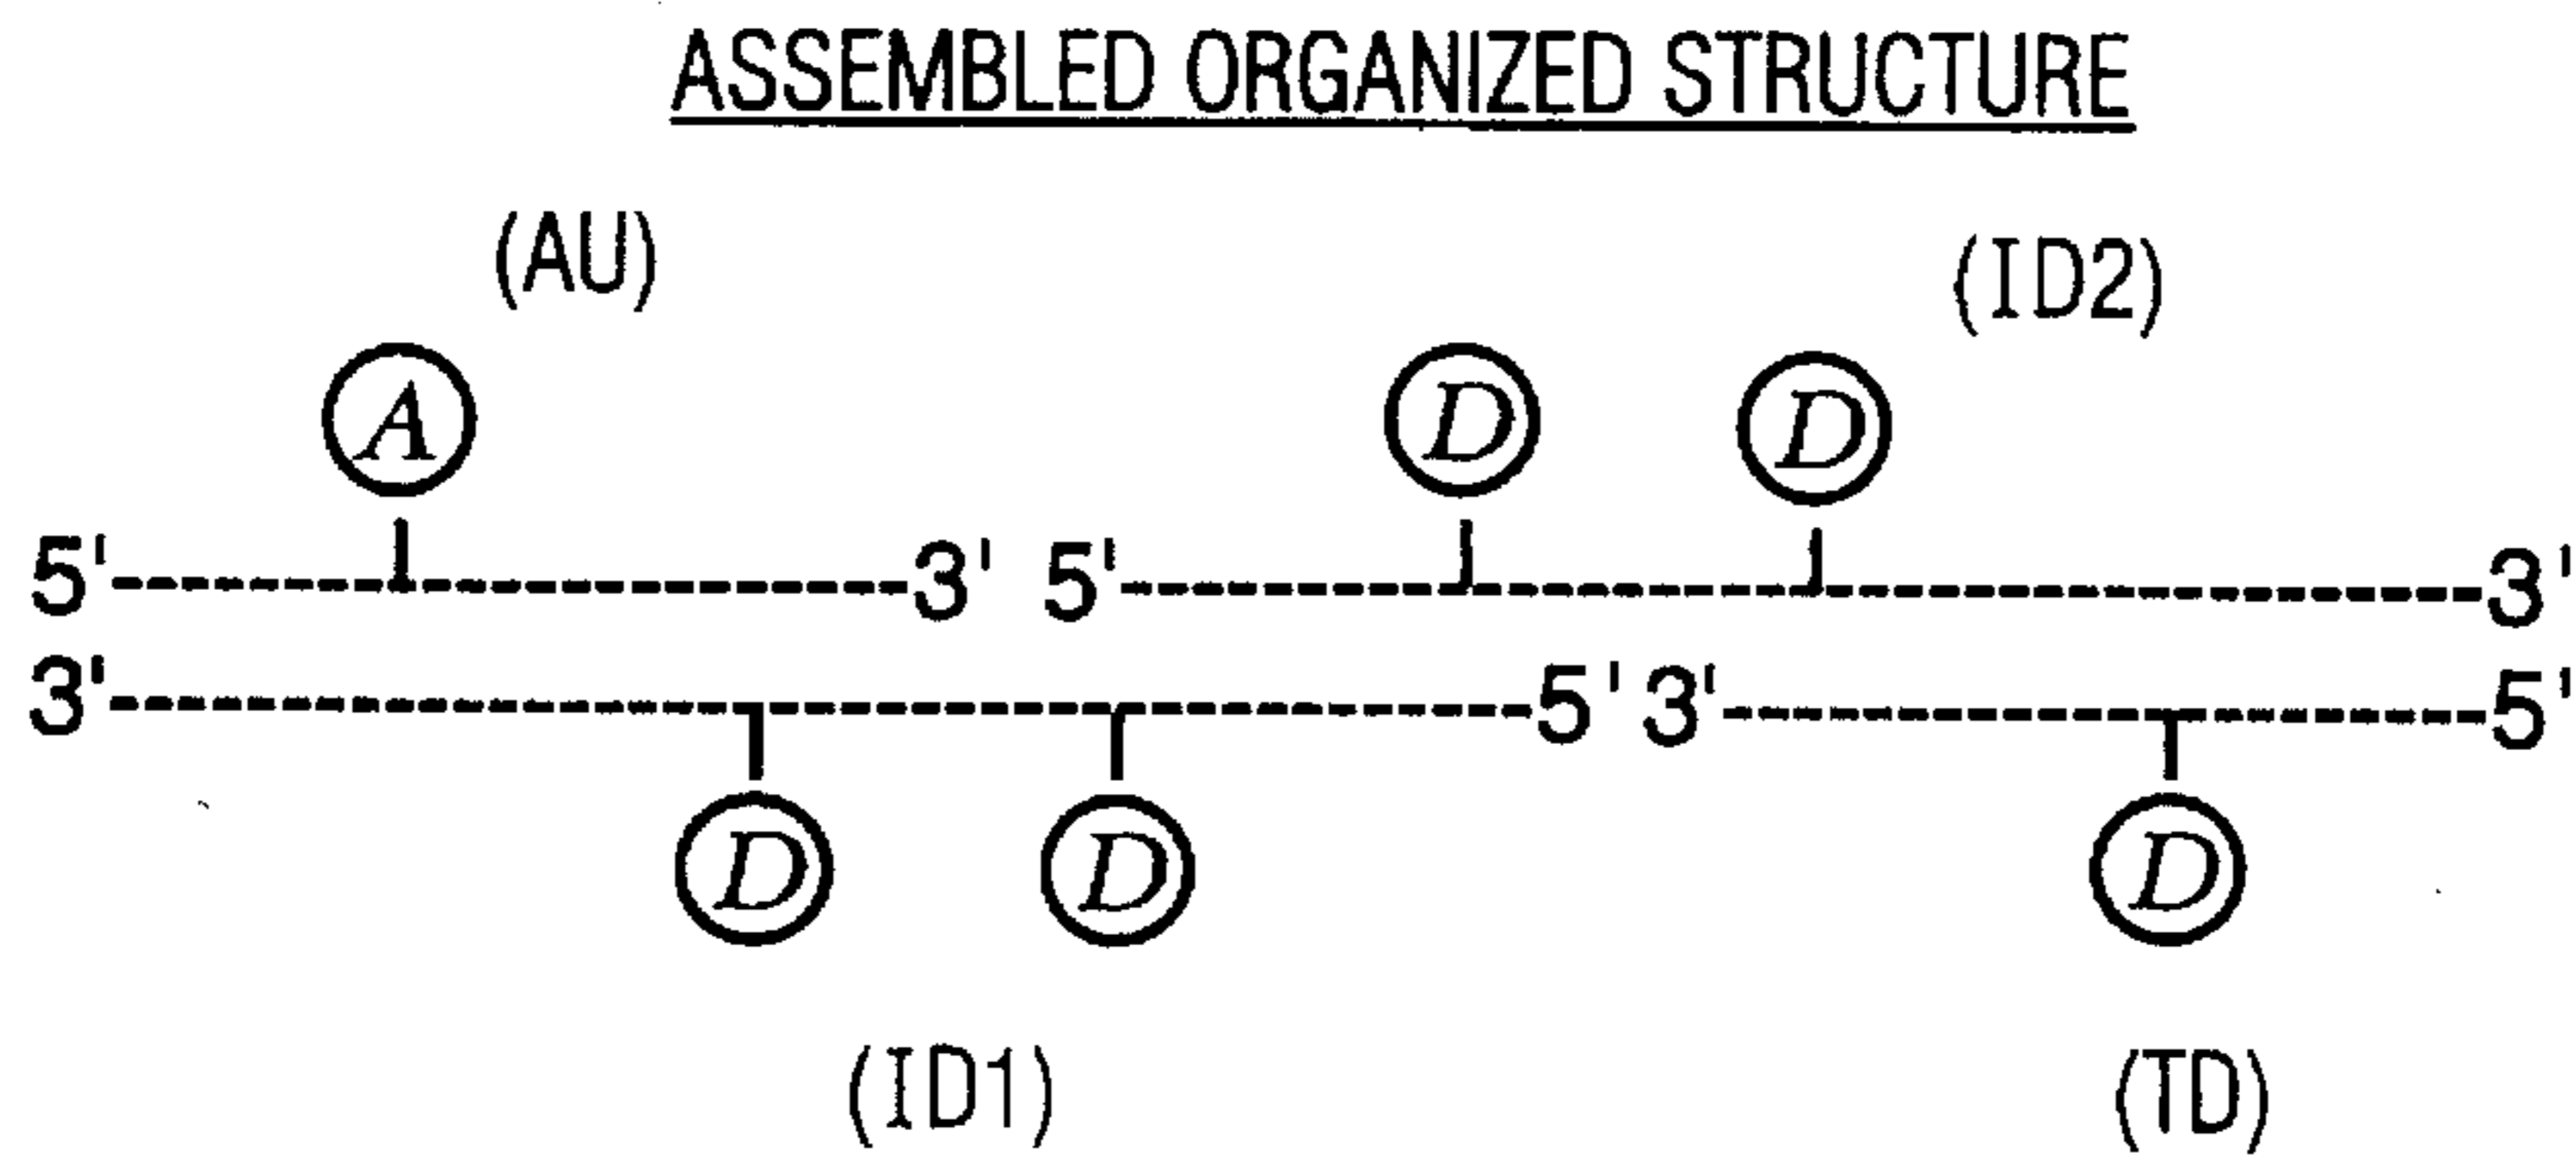 ASSEMBLED ORGANIZED STRUCTURE
(AU) (ID2)
A D D
5' 3' 5' 3'
3' 5' 3' 5'
D D D
(ID1) (TD)